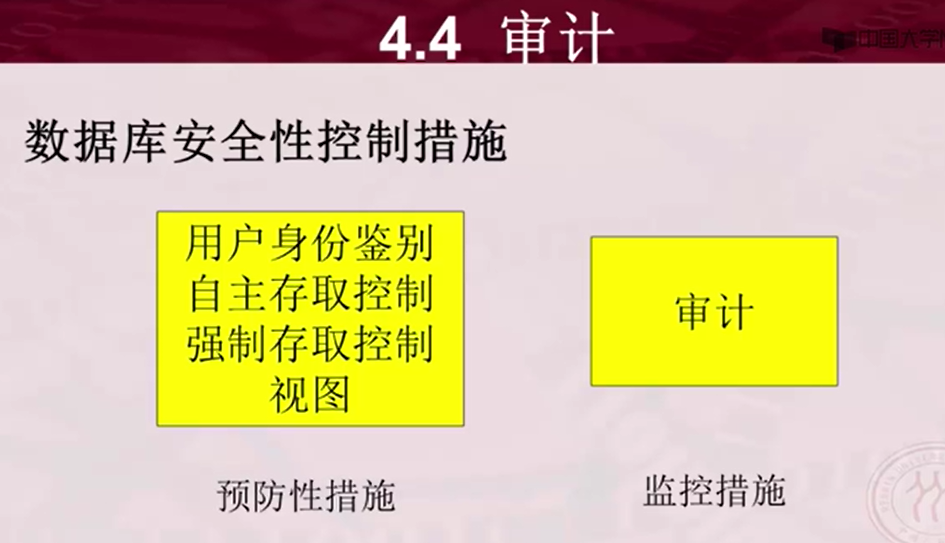 4.4 审计
中国大学
数据库安全性控制措施
用户身份鉴别
自主存取控制
强制存取控制
视图
审计
预防性措施
监控措施